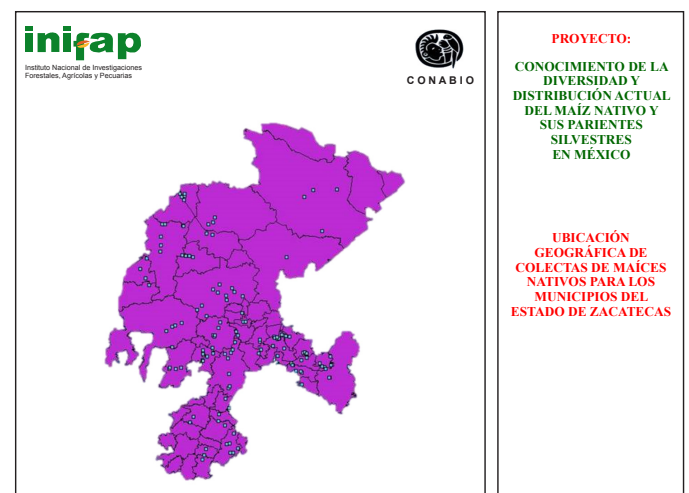 inifap
Instituto Nacional de Investigaciones
Forestales, Agrícolas y Pecuarias
CONABIO
PROYECTO:
CONOCIMIENTO DE LA
DIVERSIDAD Y
DISTRIBUCIÓN ACTUAL
DEL MAÍZ NATIVO Y
SUS PARIENTES
SILVESTRES
EN MÉXICO
UBICACIÓN
GEOGRÁFICA DE
COLECTAS DE MAÍCES
NATIVOS PARA LOS
MUNICIPIOS DEL
ESTADO DE ZACATECAS